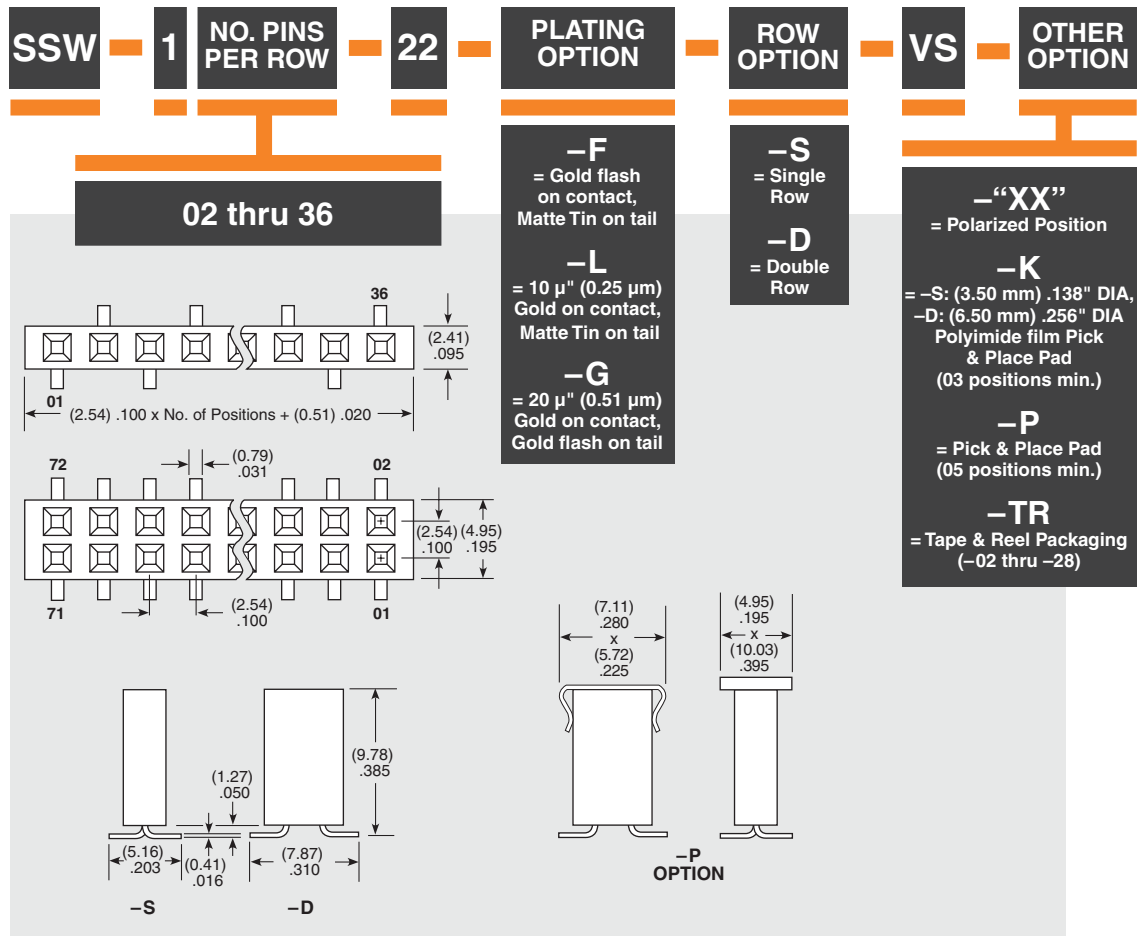 SSW
1
NO. PINS
PER ROW
22
PLATING
OPTION
ROW
OPTION
VS
OTHER
OPTION
02 thru 36
–F
= Gold flash
on contact,
Matte Tin on tail
–L
= 10 µ" (0.25 µm)
Gold on contact,
Matte Tin on tail
–G
= 20 µ" (0.51 µm)
Gold on contact,
Gold flash on tail
–S
= Single
Row
–D
= Double
Row
–“XX”
= Polarized Position
–K
= –S: (3.50 mm) .138" DIA,
–D: (6.50 mm) .256" DIA
Polyimide film Pick
& Place Pad
(03 positions min.)
–P
= Pick & Place Pad
(05 positions min.)
–TR
= Tape & Reel Packaging
(–02 thru –28)
36
(2.41)
.095
01
(2.54) .100 x No. of Positions + (0.51) .020
72
(0.79)
.031
02
(2.54)
.100
(4.95)
.195
71
(2.54)
.100
01
(7.11)
.280
x
(5.72)
.225
(4.95)
.195
x
(10.03)
.395
(9.78)
.385
(1.27)
.050
(5.16)
.203
(0.41)
.016
(7.87)
.310
–S
–D
–P
OPTION